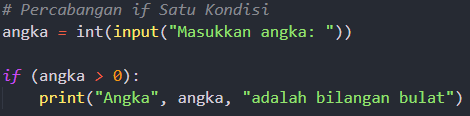 # Percabangan if Satu Kondisi
angka = int(input("Masukkan angka: "))
if (angka > 0):
    print("Angka", angka, "adalah bilangan bulat")